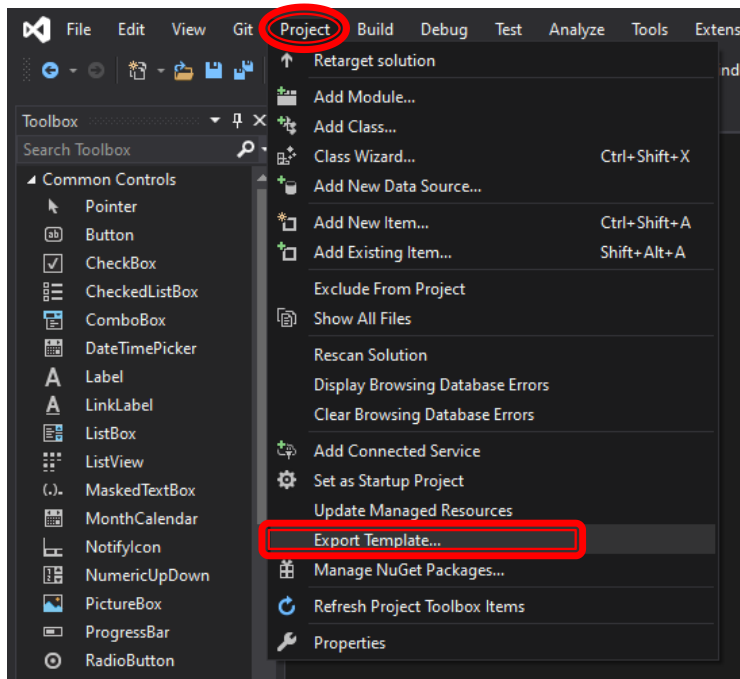 File Edit View Git Project Build Debug Test Analyze Tools Extens
nd
Toolbox
Search Toolbox
Common Controls
Pointer
Button
CheckBox
CheckedListBox
ComboBox
DateTimePicker
Label
LinkLabel
ListBox
ListView
MaskedTextBox
MonthCalendar
NotifyIcon
NumericUpDown
PictureBox
ProgressBar
RadioButton
Retarget solution
Add Module...
Add Class...
Class Wizard... Ctrl+Shift+X
Add New Data Source...
Add New Item... Ctrl+Shift+A
Add Existing Item... Shift+Alt+A
Exclude From Project
Show All Files
Rescan Solution
Display Browsing Database Errors
Clear Browsing Database Errors
Add Connected Service
Set as Startup Project
Update Managed Resources
Export Template...
Manage NuGet Packages...
Refresh Project Toolbox Items
Properties